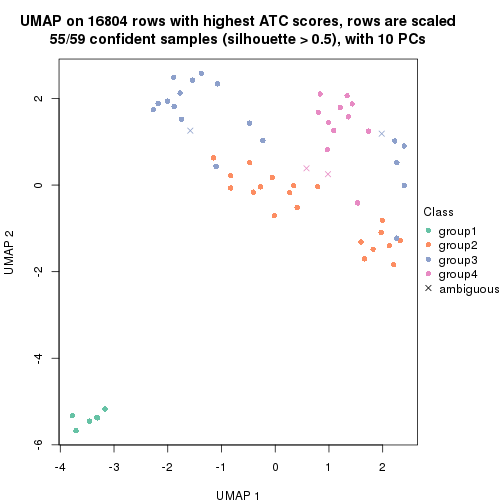 UMAP on 16804 rows with highest ATC scores, rows are scaled
55/59 confident samples (silhouette > 0.5), with 10 PCs
2
0
-2
-4
-6
UMAP 2
-4 -3 -2 -1 0 1 2
UMAP 1
Class
group1
group2
group3
group4
ambiguous